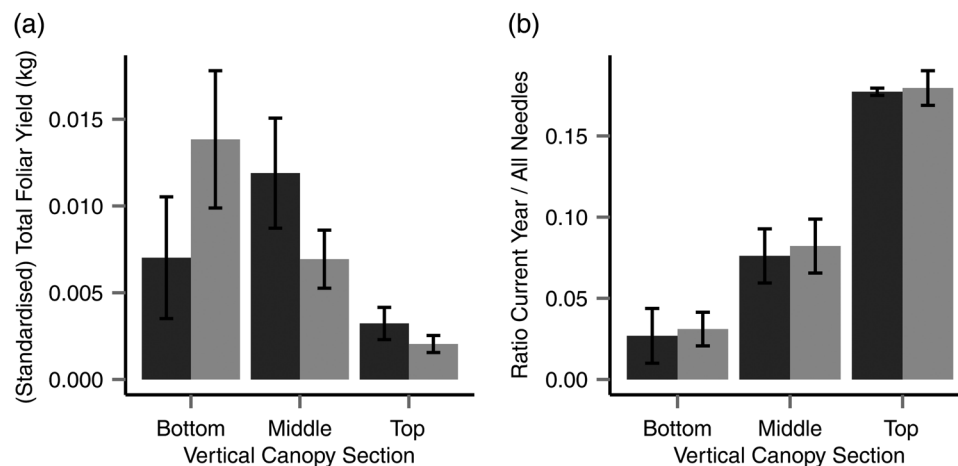 (a)
(Standardised) Total Foliar Yield (kg)
0.015
0.010
0.005
0.000
Bottom Middle Top
Vertical Canopy Section
(b)
Ratio Current Year / All Needles
0.15
0.10
0.05
0.00
Bottom Middle Top
Vertical Canopy Section